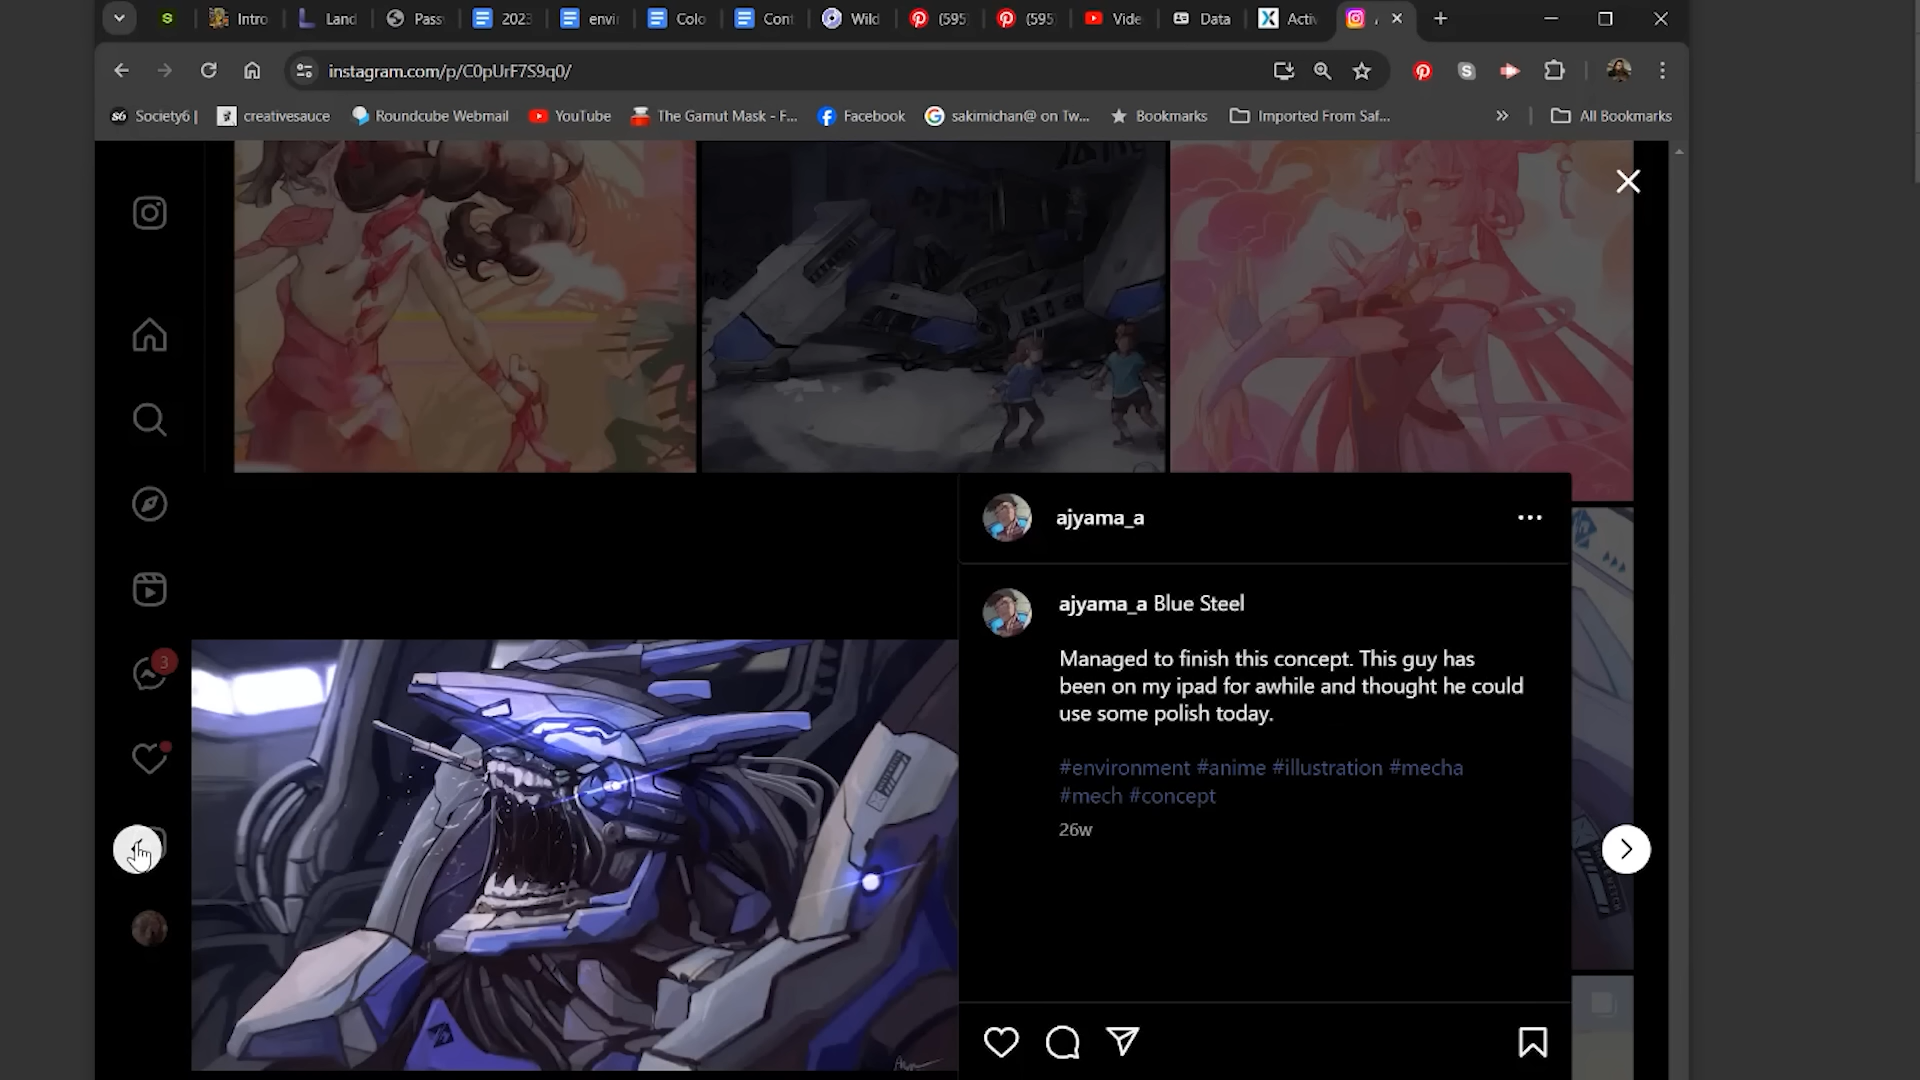 Intro
Land
Pass
2023
envi
Colo
Cont
Wild
(595
(595
Vide
Data
Activ
instagram.com/p/C0pUrF7S9q0/
Society6 |
creativesauce
Roundcube Webmail
YouTube
The Gamut Mask - F...
Facebook
sakimichan@ on Tw...
Bookmarks
Imported From Saf...
All Bookmarks
ajyama_a
ajyama_a Blue Steel
Managed to finish this concept. This guy has
been on my ipad for awhile and thought he could
use some polish today.
#environment #anime #illustration #mecha
#mech #concept
26w
3